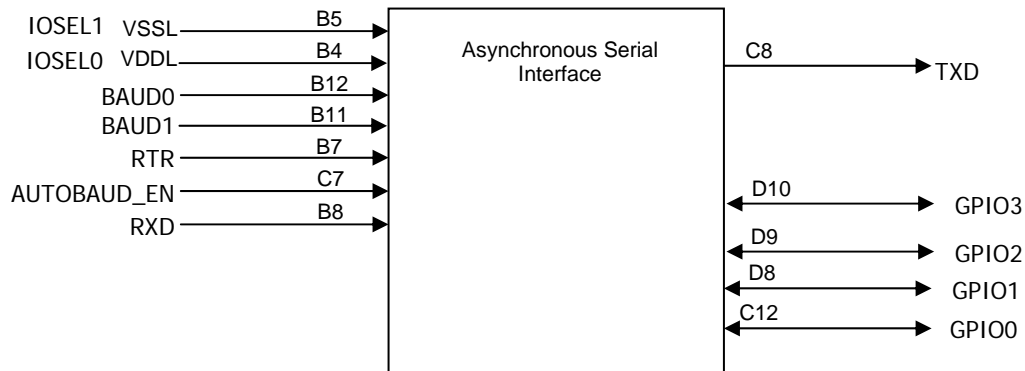 IOSEL1 VSSL B5
IOSEL0 VDDL B4
BAUD0 B12
BAUD1 B11
RTR B7
AUTOBAUD_EN C7
RXD B8
Asynchronous Serial
Interface
C8 TXD
D10 GPIO3
D9 GPIO2
D8 GPIO1
C12 GPIO0